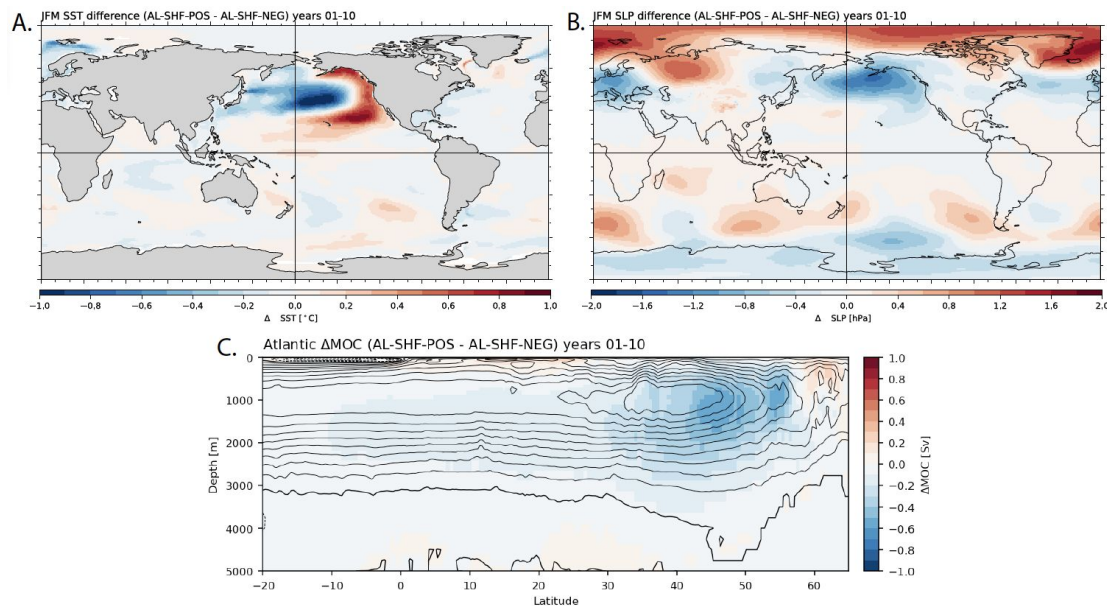 A.
JFM SST difference (AL-SHF-POS - AL-SHF-NEG) years 01-10
−1.0 −0.8 −0.6 −0.4 −0.2 0.0 0.2 0.4 0.6 0.8 1.0
Δ SST [°C]
B.
JFM SLP difference (AL-SHF-POS - AL-SHF-NEG) years 01-10
−2.0 −1.6 −1.2 −0.8 −0.4 0.0 0.4 0.8 1.2 1.6 2.0
Δ SLP [hPa]
C.
Atlantic ΔMOC (AL-SHF-POS - AL-SHF-NEG) years 01-10
0
1000
2000
3000
4000
5000
Depth [m]
−20 −10 0 10 20 30 40 50 60
Latitude
1.0
0.8
0.6
0.4
0.2
0.0
−0.2
−0.4
−0.6
−0.8
−1.0
ΔMOC [Sv]